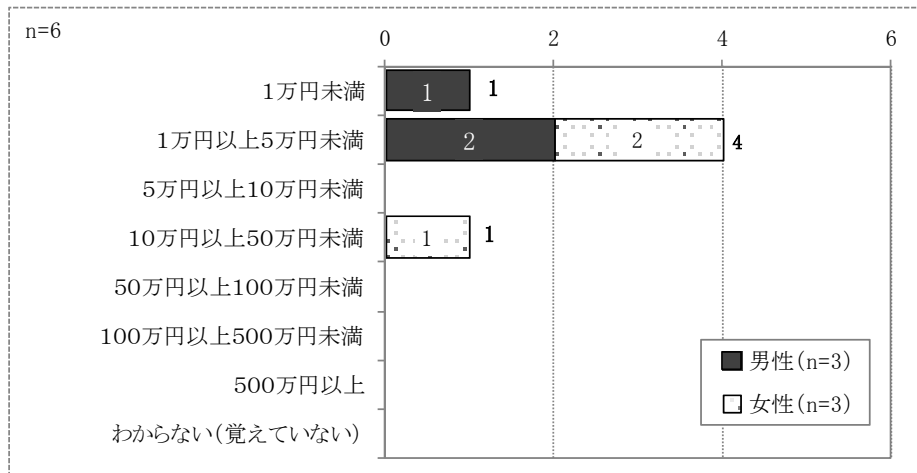 n=6
0 2 4 6
1万円未満 1 1
1万円以上5万円未満 2 2 4
5万円以上10万円未満
10万円以上50万円未満 1 1
50万円以上100万円未満
100万円以上500万円未満
500万円以上
わからない(覚えていない)
男性(n=3)
女性(n=3)